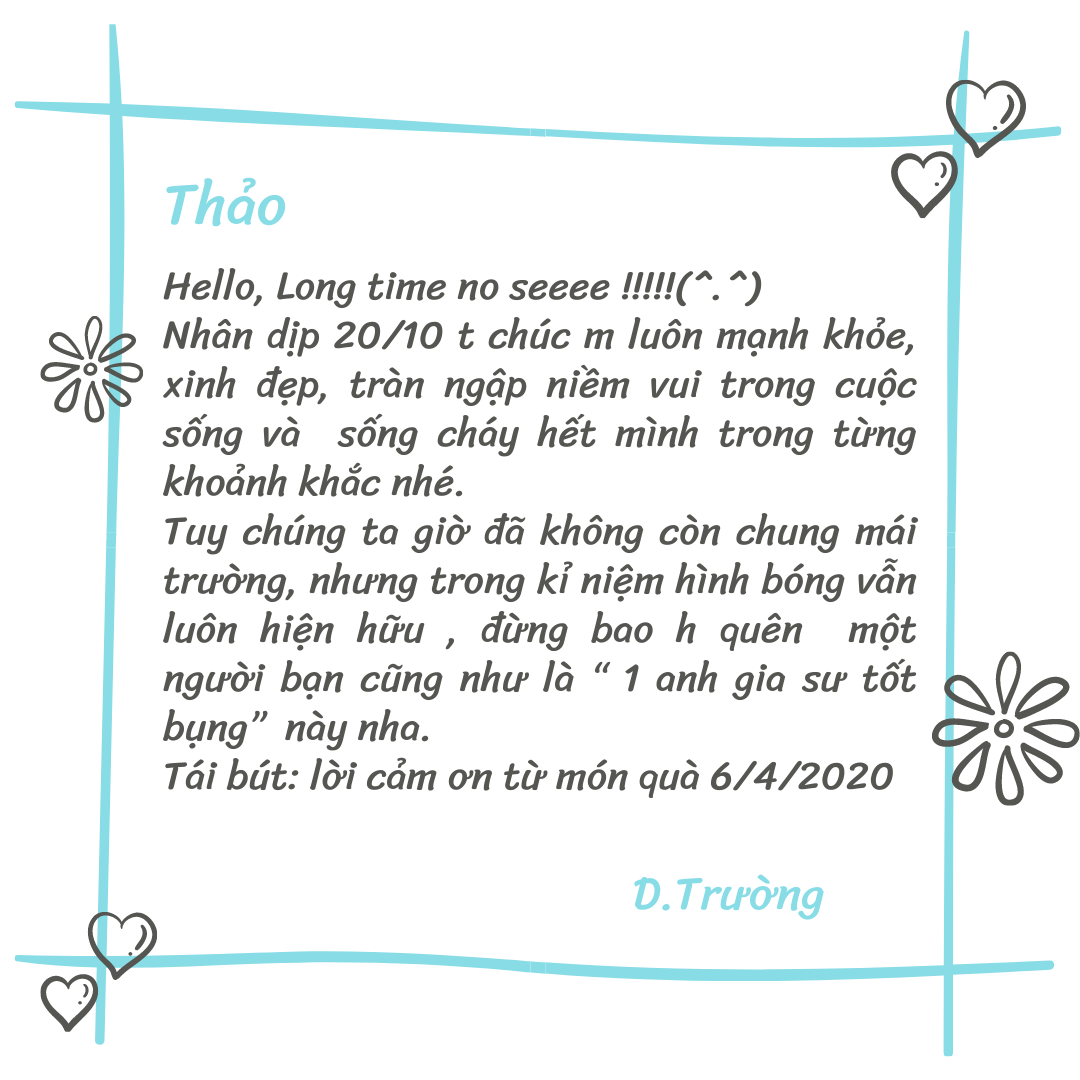 Thảo
Hello, Long time no seeee !!!!!(^.^)
Nhân dịp 20/10 t chúc m luôn mạnh khỏe,
xinh đẹp, tràn ngập niềm vui trong cuộc
sống và sống cháy hết mình trong từng
khoảnh khắc nhé.
Tuy chúng ta giờ đã không còn chung mái
trường, nhưng trong kỉ niệm hình bóng vẫn
luôn hiện hữu , đừng bao h quên một
người bạn cũng như là “ 1 anh gia sư tốt
bụng” này nha.
Tái bút: lời cảm ơn từ món quà 6/4/2020
D.Trường